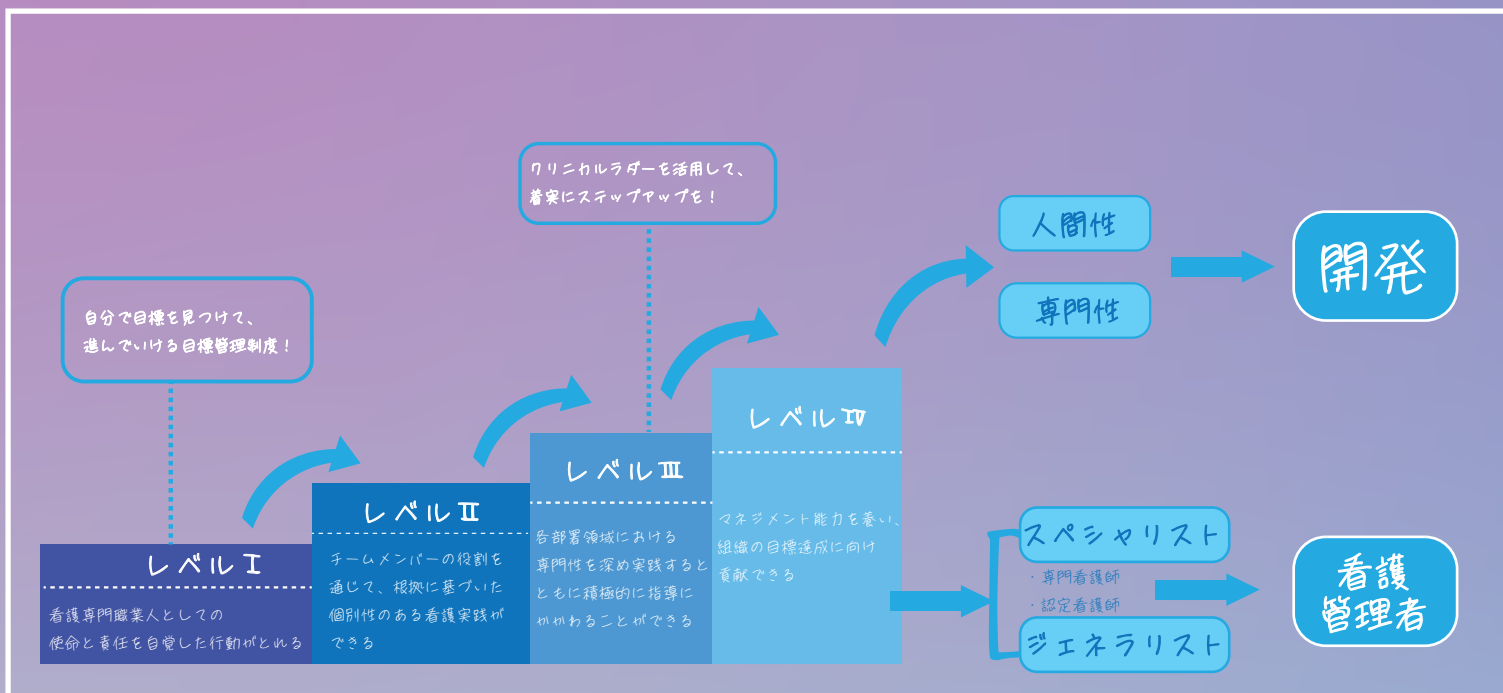 クリニカルラダーを活用して、
着実にステップアップを！
自分で目標を見つけて、
進んでいける目標管理制度！
レベルⅠ
看護専門職業人としての
使命と責任を自覚した行動がとれる
レベルⅡ
チームメンバーの役割を
通じて、根拠に基づいた
個別性のある看護実践が
できる
レベルⅢ
各部署領域における
専門性を深め実践すると
ともに積極的に指導に
かかわることができる
レベルⅣ
マネジメント能力を養い、
組織の目標達成に向け
貢献できる
人間性
専門性
開発
スペシャリスト
・専門看護師
・認定看護師
ジェネラリスト
看護
管理者